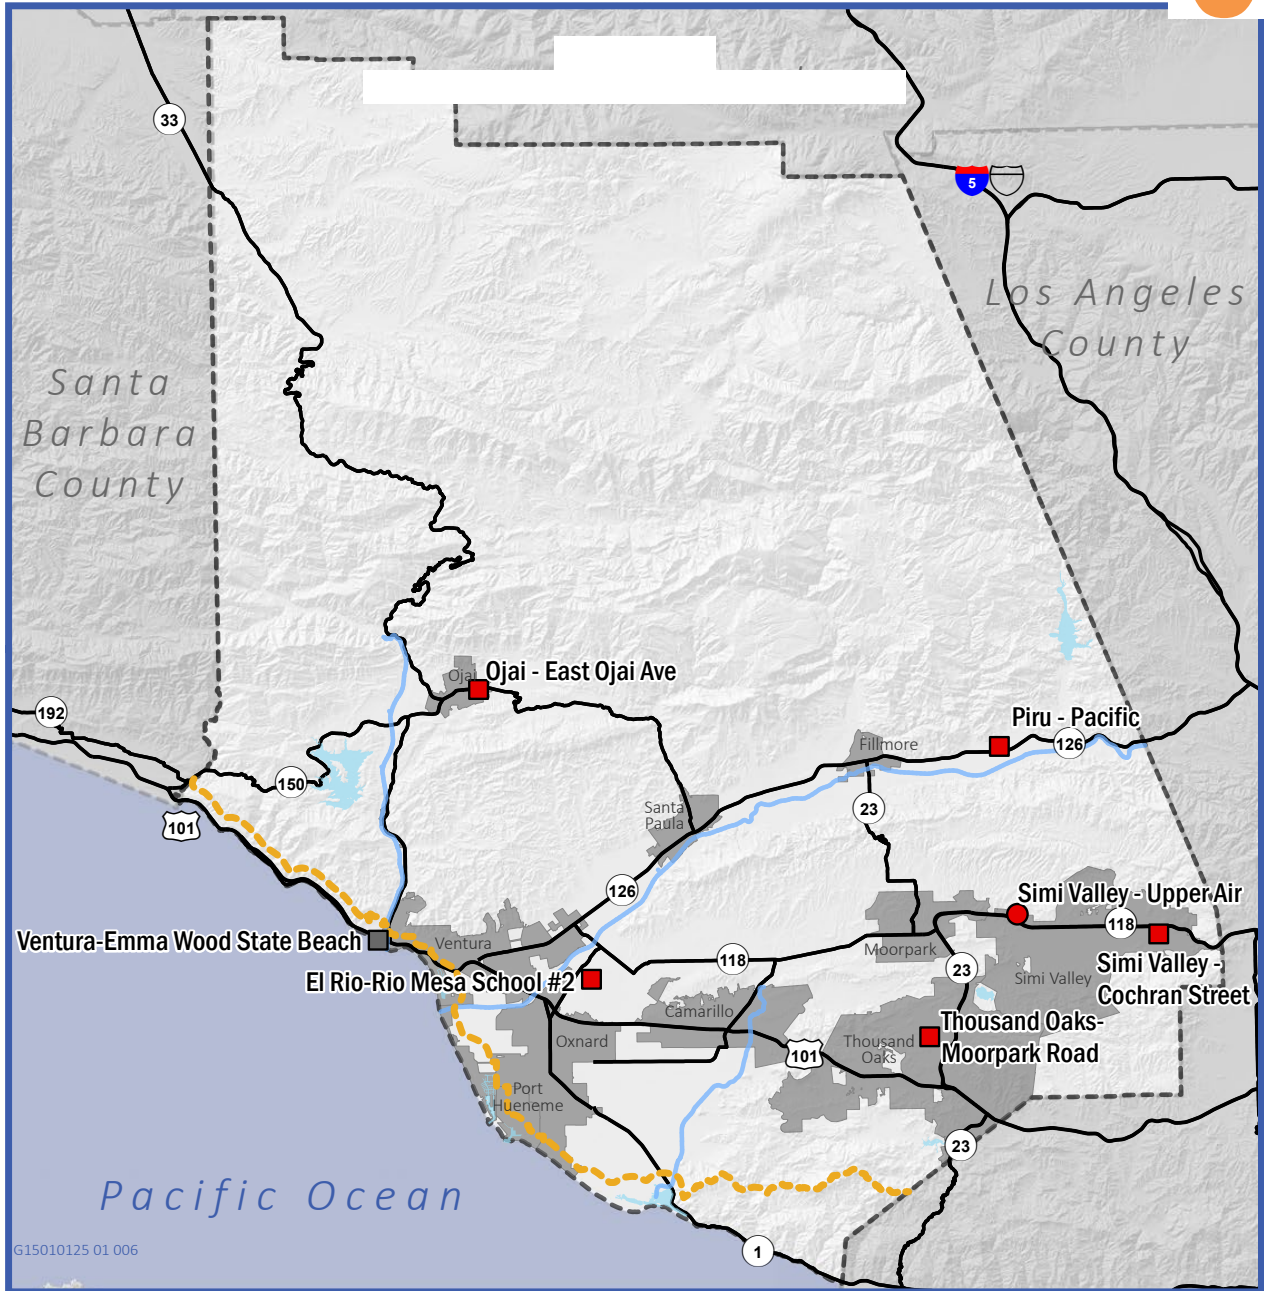 33
5
Los Angeles
County
Santa
Barbara
County
Ojai
Ojai - East Ojai Ave
192
Piru - Pacific
126
Fillmore
150
101
Santa
Paula
23
126
Simi Valley - Upper Air
118
Ventura-Emma Wood State Beach
Ventura
Moorpark
118
El Rio-Rio Mesa School #2
23
Simi Valley
Simi Valley -
Cochran Street
Camarillo
Oxnard
101
Thousand
Oaks
Thousand Oaks-
Moorpark Road
Port
Hueneme
23
Pacific Ocean
1
G15010125 01 006